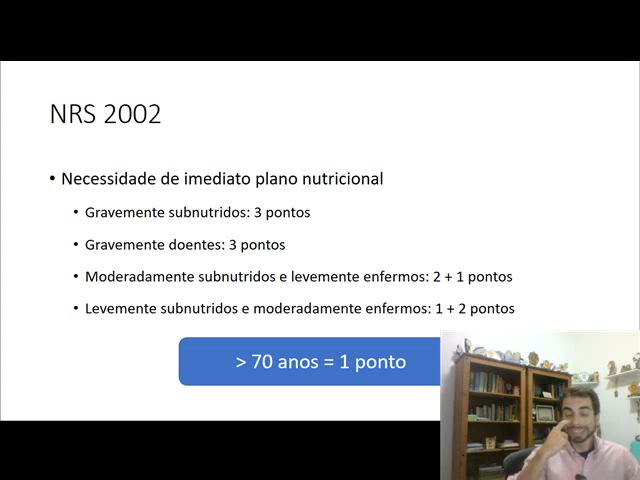 NRS 2002
• Necessidade de imediato plano nutricional
• Gravemente subnutridos: 3 pontos
• Gravemente doentes: 3 pontos
• Moderadamente subnutridos e levemente enfermos: 2 + 1 pontos
• Levemente subnutridos e moderadamente enfermos: 1 + 2 pontos
> 70 anos = 1 ponto